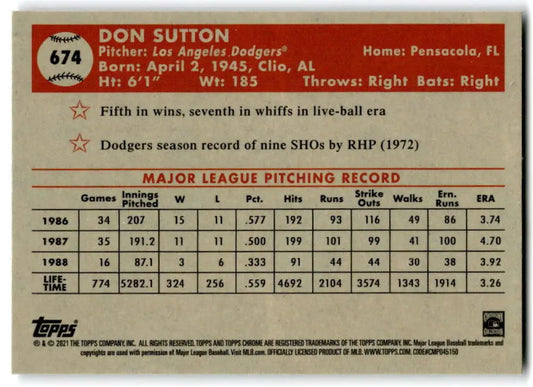 674
DON SUTTON
Pitcher: Los Angeles Dodgers® Home: Pensacola, FL
Born: April 2, 1945, Clio, AL
Ht: 6'1" Wt: 185 Throws: Right Bats: Right
Fifth in wins, seventh in whiffs in live-ball era
Dodgers season record of nine SHOs by RHP (1972)
MAJOR LEAGUE PITCHING RECORD
Games Innings Pitched W L Pct. Hits Runs Strike Outs Walks Ern. Runs ERA
1986 34 207 15 11 .577 192 93 116 49 86 3.74
1987 35 191.2 11 11 .500 199 101 99 41 100 4.70
1988 16 87.1 3 6 .333 91 44 44 30 38 3.92
LIFE-TIME 774 5282.1 324 256 .559 4692 2104 3574 1343 1914 3.26
Topps
® & © 2021 THE TOPPS COMPANY, INC. ALL RIGHTS RESERVED. TOPPS AND TOPPS CHROME ARE REGISTERED TRADEMARKS OF THE TOPPS COMPANY, INC. Major League Baseball trademarks and
copyrights are used with permission of Major League Baseball. Visit MLB.com. OFFICIALLY LICENSED PRODUCT OF MLB. WWW.TOPPS.COM. CODE#CMP045150